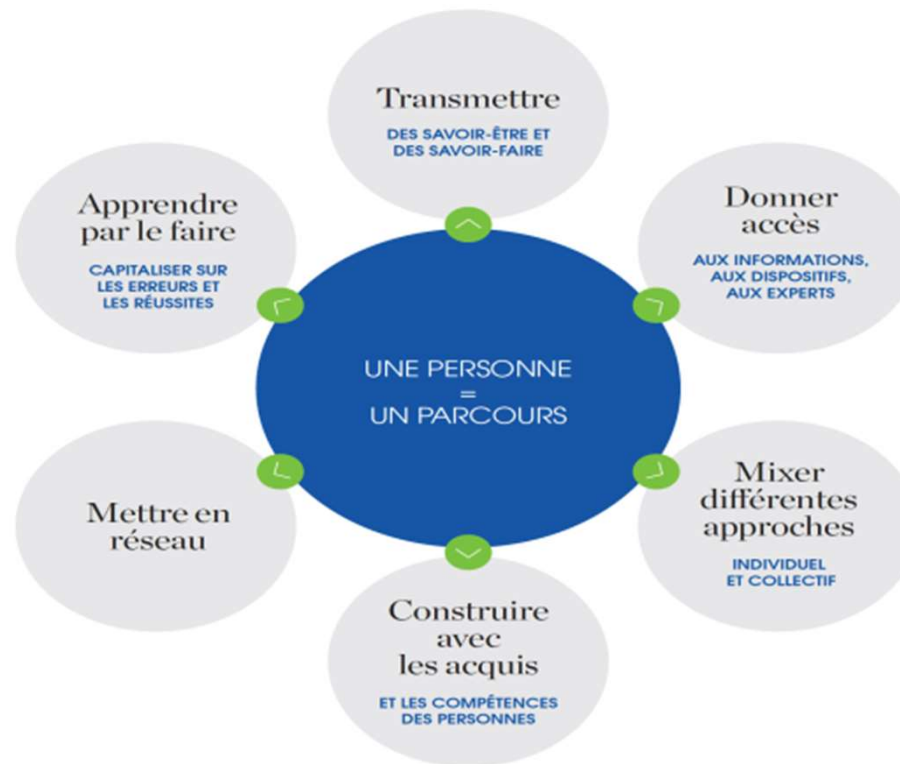 Transmettre
DES SAVOIR-ÊTRE ET
DES SAVOIR-FAIRE
Donner
accès
AUX INFORMATIONS,
AUX DISPOSITIFS,
AUX EXPERTS
Mixer
différentes
approches
INDIVIDUEL
ET COLLECTIF
Construire
avec
les acquis
ET LES COMPÉTENCES
DES PERSONNES
Mettre en
réseau
Apprendre
par le faire
CAPITALISER SUR
LES ERREURS ET
LES RÉUSSITES
UNE PERSONNE
=
UN PARCOURS